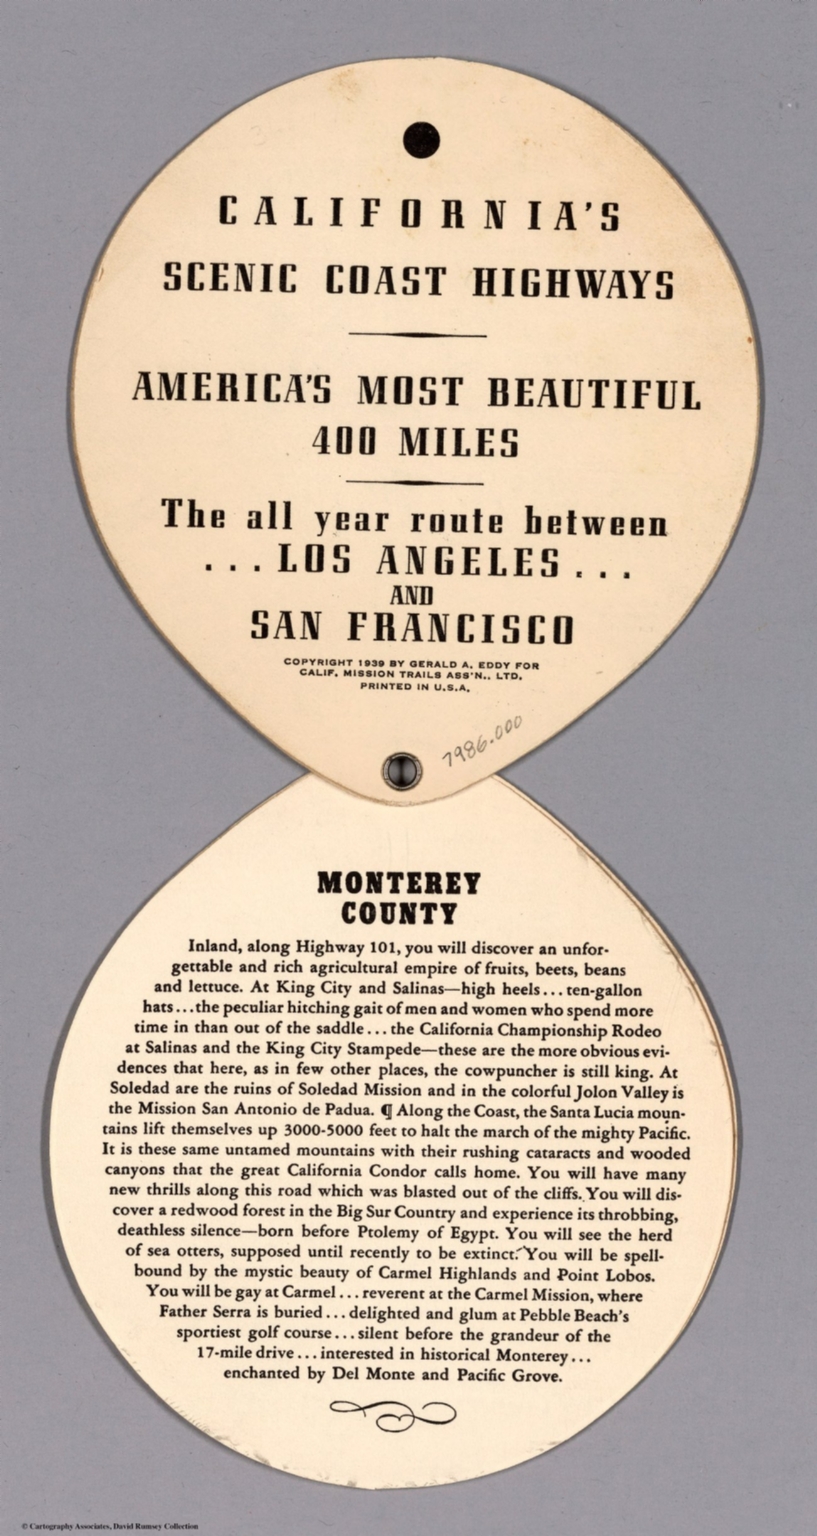 CALIFORNIA'S
SCENIC COAST HIGHWAYS
AMERICA'S MOST BEAUTIFUL
400 MILES
The all year route between
...LOS ANGELES...
AND
SAN FRANCISCO
COPYRIGHT 1939 BY GERALD A. EDDY FOR
CALIF. MISSION TRAILS ASS'N., LTD.
PRINTED IN U.S.A.
7986.000
MONTEREY
COUNTY
Inland, along Highway 101, you will discover an unfor-
gettable and rich agricultural empire of fruits, beets, beans
and lettuce. At King City and Salinas—high heels...ten-gallon
hats...the peculiar hitching gait of men and women who spend more
time in than out of the saddle...the California Championship Rodeo
at Salinas and the King City Stampede—these are the more obvious evi-
dences that here, as in few other places, the cowpuncher is still king. At
Soledad are the ruins of Soledad Mission and in the colorful Jolon Valley is
the Mission San Antonio de Padua. ¶ Along the Coast, the Santa Lucia moun-
tains lift themselves up 3000-5000 feet to halt the march of the mighty Pacific.
It is these same untamed mountains with their rushing cataracts and wooded
canyons that the great California Condor calls home. You will have many
new thrills along this road which was blasted out of the cliffs. You will dis-
cover a redwood forest in the Big Sur Country and experience its throbbing,
deathless silence—born before Ptolemy of Egypt. You will see the herd
of sea otters, supposed until recently to be extinct. You will be spell-
bound by the mystic beauty of Carmel Highlands and Point Lobos.
You will be gay at Carmel...reverent at the Carmel Mission, where
Father Serra is buried...delighted and glum at Pebble Beach's
sportiest golf course...silent before the grandeur of the
17-mile drive...interested in historical Monterey...
enchanted by Del Monte and Pacific Grove.
© Cartography Associates, David Rumsey Collection